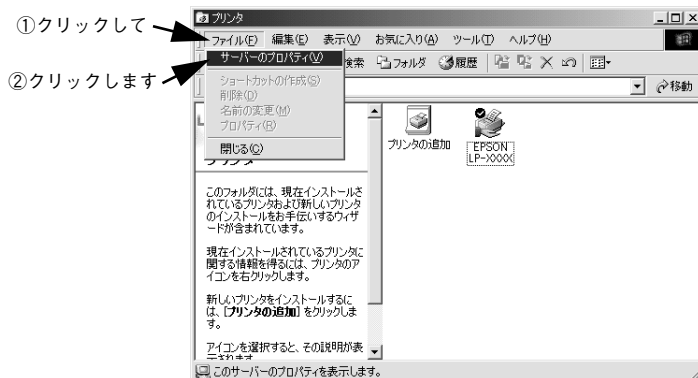 プリンタ
①クリックして
ファイル(F) 編集(E) 表示(V) お気に入り(A) ツール(T) ヘルプ(H)
②クリックします
サーバーのプロパティ(V)
検索 フォルダ 履歴
ショートカットの作成(S)
削除(D)
名前の変更(M)
プロパティ(R)
閉じる(C)
移動
プリンタ
プリンタの追加
EPSON
LP-XXXX
このフォルダには、現在インストールさ
れているプリンタおよび新しいプリンタ
のインストールをお手伝いするウィザ
ードが含まれています。
現在インストールされているプリンタに
関する情報を得るには、プリンタのア
イコンを右クリックします。
新しいプリンタをインストールするに
は、[プリンタの追加] をクリックしま
す。
アイコンを選択すると、その説明が表
示されます。
このサーバーのプロパティを表示します。